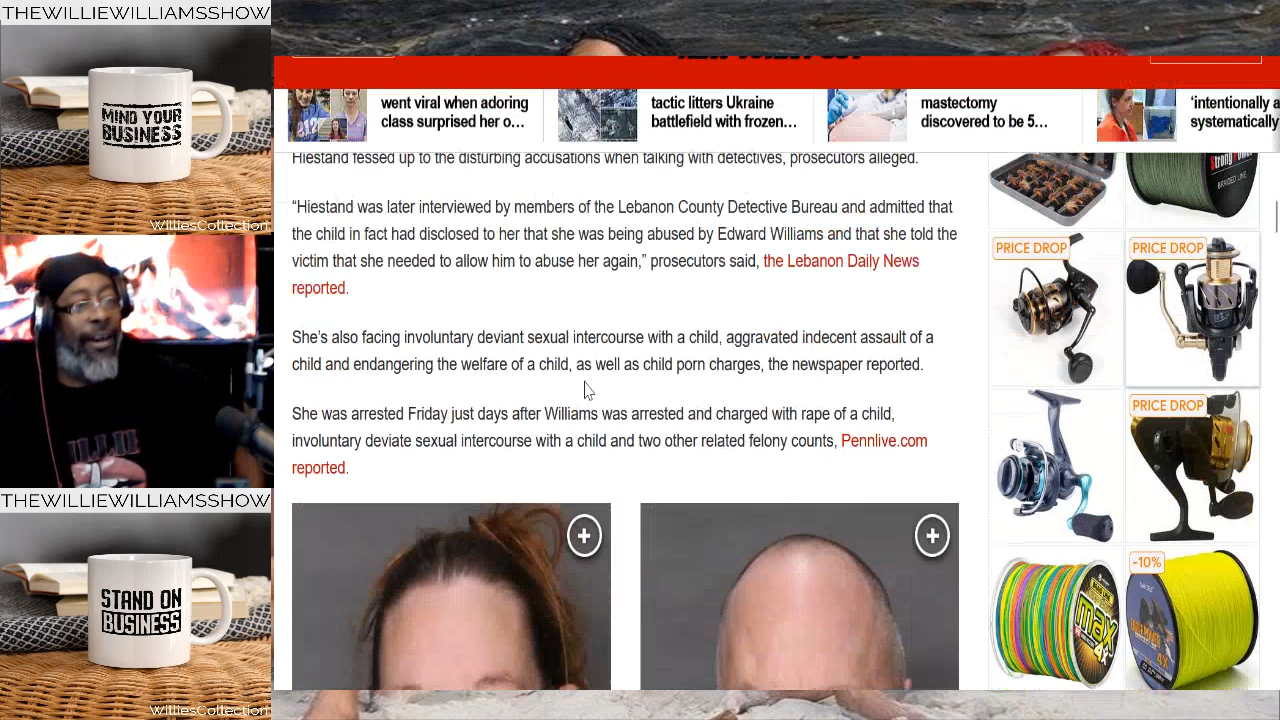 THEWILLIEWILLIAMSSHOW
MIND YOUR
BUSINESS
WilliesCollection
went viral when adoring
class surprised her o...
tactic litters Ukraine
battlefield with frozen...
mastectomy
discovered to be 5...
‘intentionally a
systematically
Hiestand fessed up to the disturbing accusations when talking with detectives, prosecutors alleged.
“Hiestand was later interviewed by members of the Lebanon County Detective Bureau and admitted that
the child in fact had disclosed to her that she was being abused by Edward Williams and that she told the
victim that she needed to allow him to abuse her again,” prosecutors said, the Lebanon Daily News
reported.
She’s also facing involuntary deviant sexual intercourse with a child, aggravated indecent assault of a
child and endangering the welfare of a child, as well as child porn charges, the newspaper reported.
She was arrested Friday just days after Williams was arrested and charged with rape of a child,
involuntary deviate sexual intercourse with a child and two other related felony counts, Pennlive.com
reported.
BRAIDED LINE
PRICE DROP
PRICE DROP
PRICE DROP
-10%
max
4x
THEWILLIEWILLIAMSSHOW
STAND ON
BUSINESS
WilliesCollection